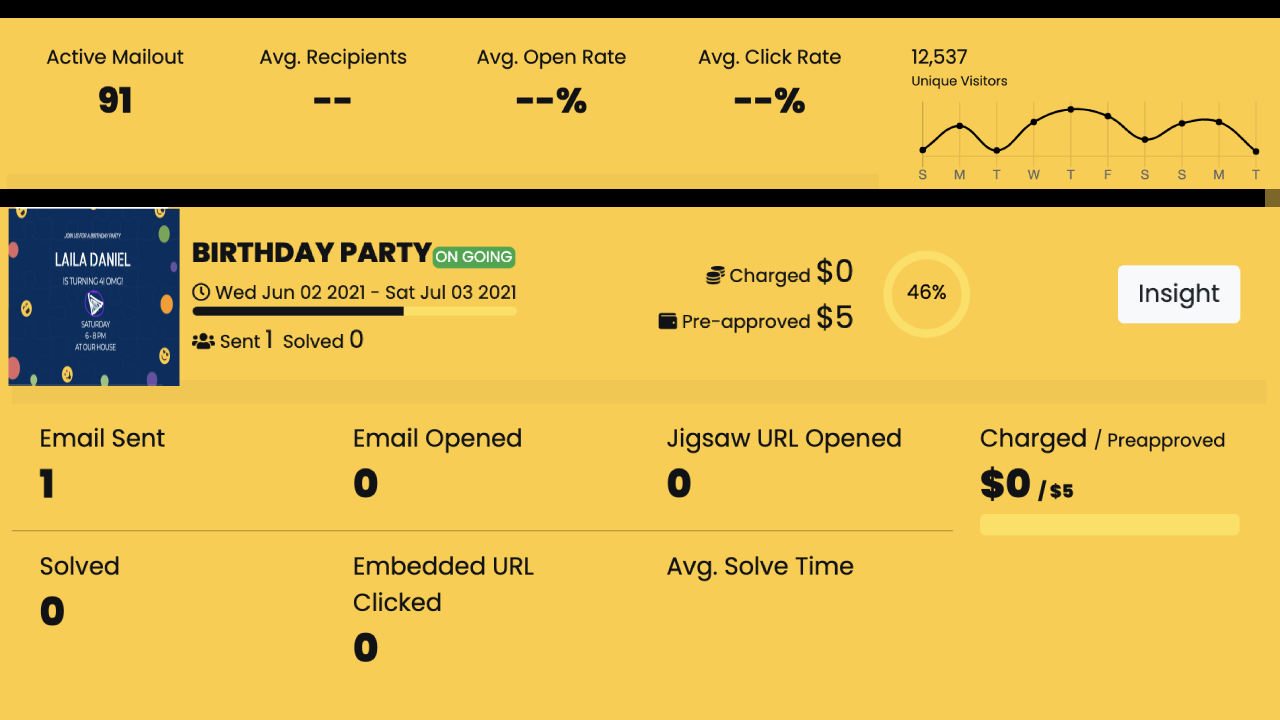 Active Mailout
91
Avg. Recipients
--
Avg. Open Rate
--%
Avg. Click Rate
--%
12,537
Unique Visitors
S M T W T F S S M T
JOIN US FOR A BIRTHDAY PARTY
LAILA DANIEL
IS TURNING 4! OMG!
SATURDAY
6 - 8 PM
AT OUR HOUSE
BIRTHDAY PARTY ON GOING
Wed Jun 02 2021 - Sat Jul 03 2021
Sent 1 Solved 0
Charged $0
Pre-approved $5
46%
Insight
Email Sent
1
Email Opened
0
Jigsaw URL Opened
0
Charged / Preapproved
$0 / $5
Solved
0
Embedded URL
Clicked
0
Avg. Solve Time